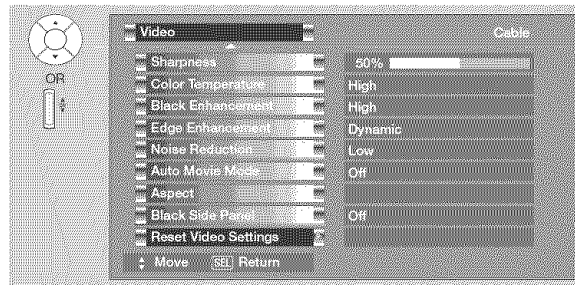 Video Cable
Sharpness 50%
Color Temperature High
Black Enhancement High
Edge Enhancement Dynamic
Noise Reduction Low
Auto Movie Mode Off
Aspect
Black Side Panel Off
Reset Video Settings
Move SEL Return
OR